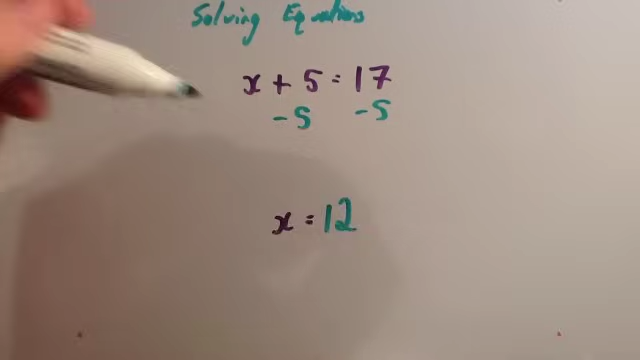 Solving Equations
x + 5 = 17
-5 -5
x = 12